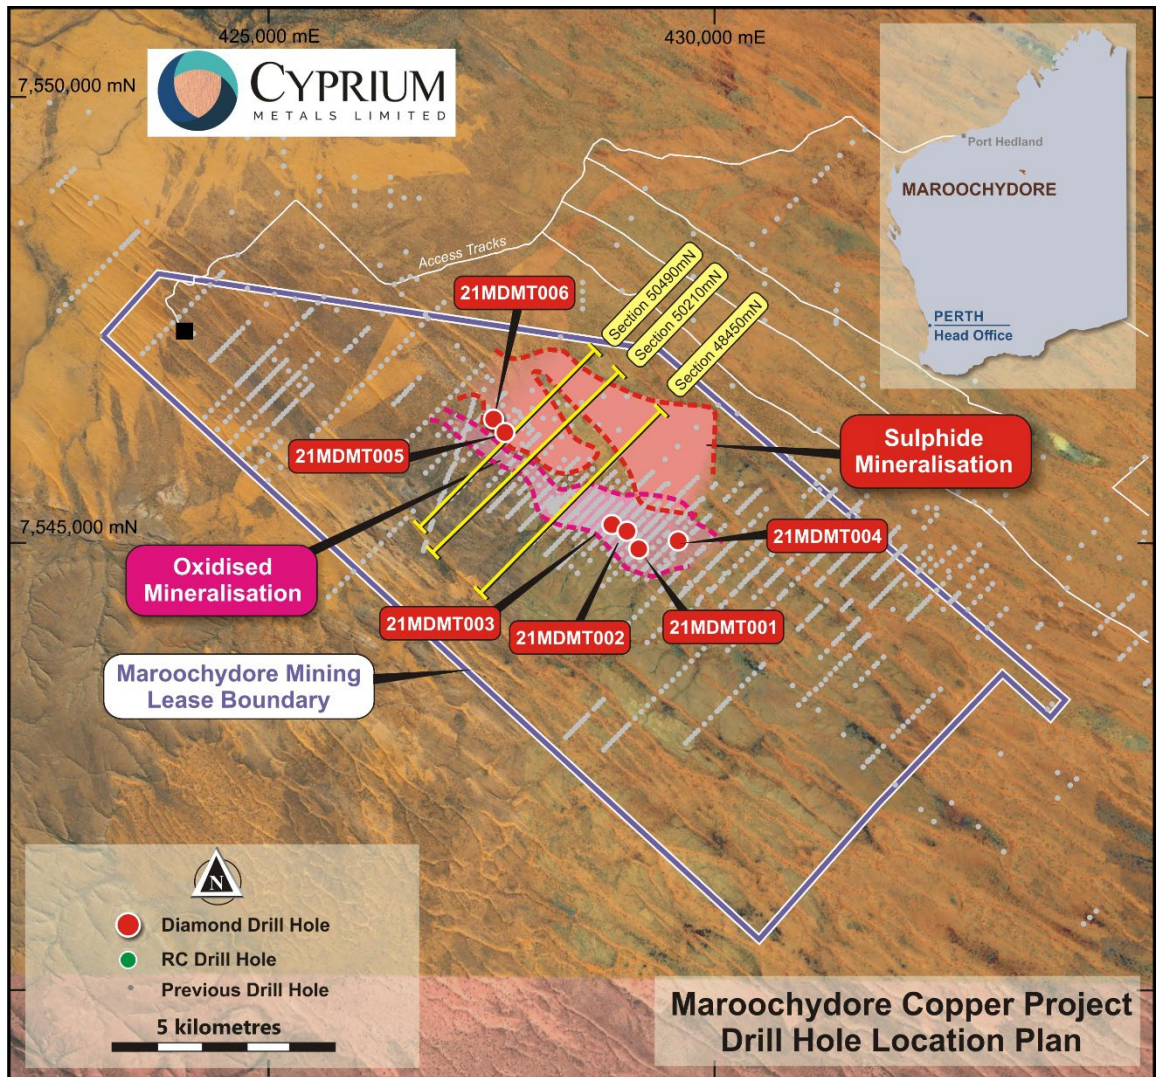 425,000 mE
430,000 mE
7,550,000 mN
CYPRIUM
METALS LIMITED
Port Hedland
MAROOCHYDORE
PERTH
Head Office
Access Tracks
Section 50490mN
Section 50210mN
Section 48450mN
21MDMT006
21MDMT005
Sulphide
Mineralisation
7,545,000 mN
21MDMT004
Oxidised
Mineralisation
21MDMT003
21MDMT002
21MDMT001
Maroochydore Mining
Lease Boundary
N
Diamond Drill Hole
RC Drill Hole
Previous Drill Hole
5 kilometres
Maroochydore Copper Project
Drill Hole Location Plan